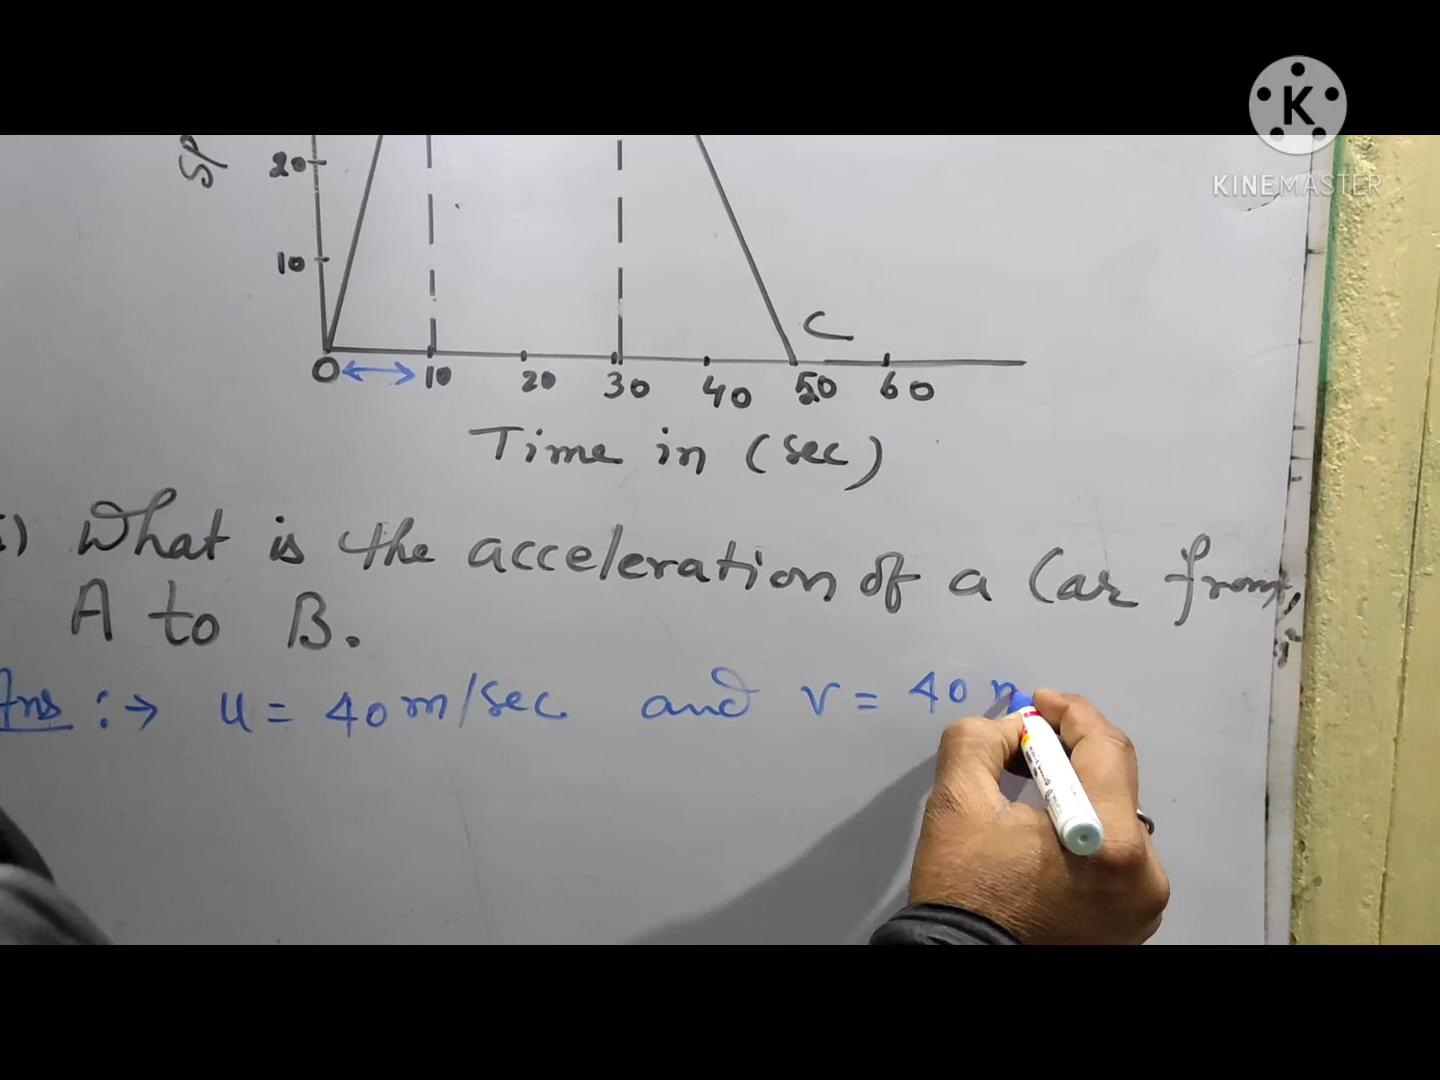 K
KINEMASTER
20
10
C
0 10 20 30 40 50 60
Time in (sec)
What is the acceleration of a Car from,
A to B.
Ans :→ u = 40 m/sec and v = 40